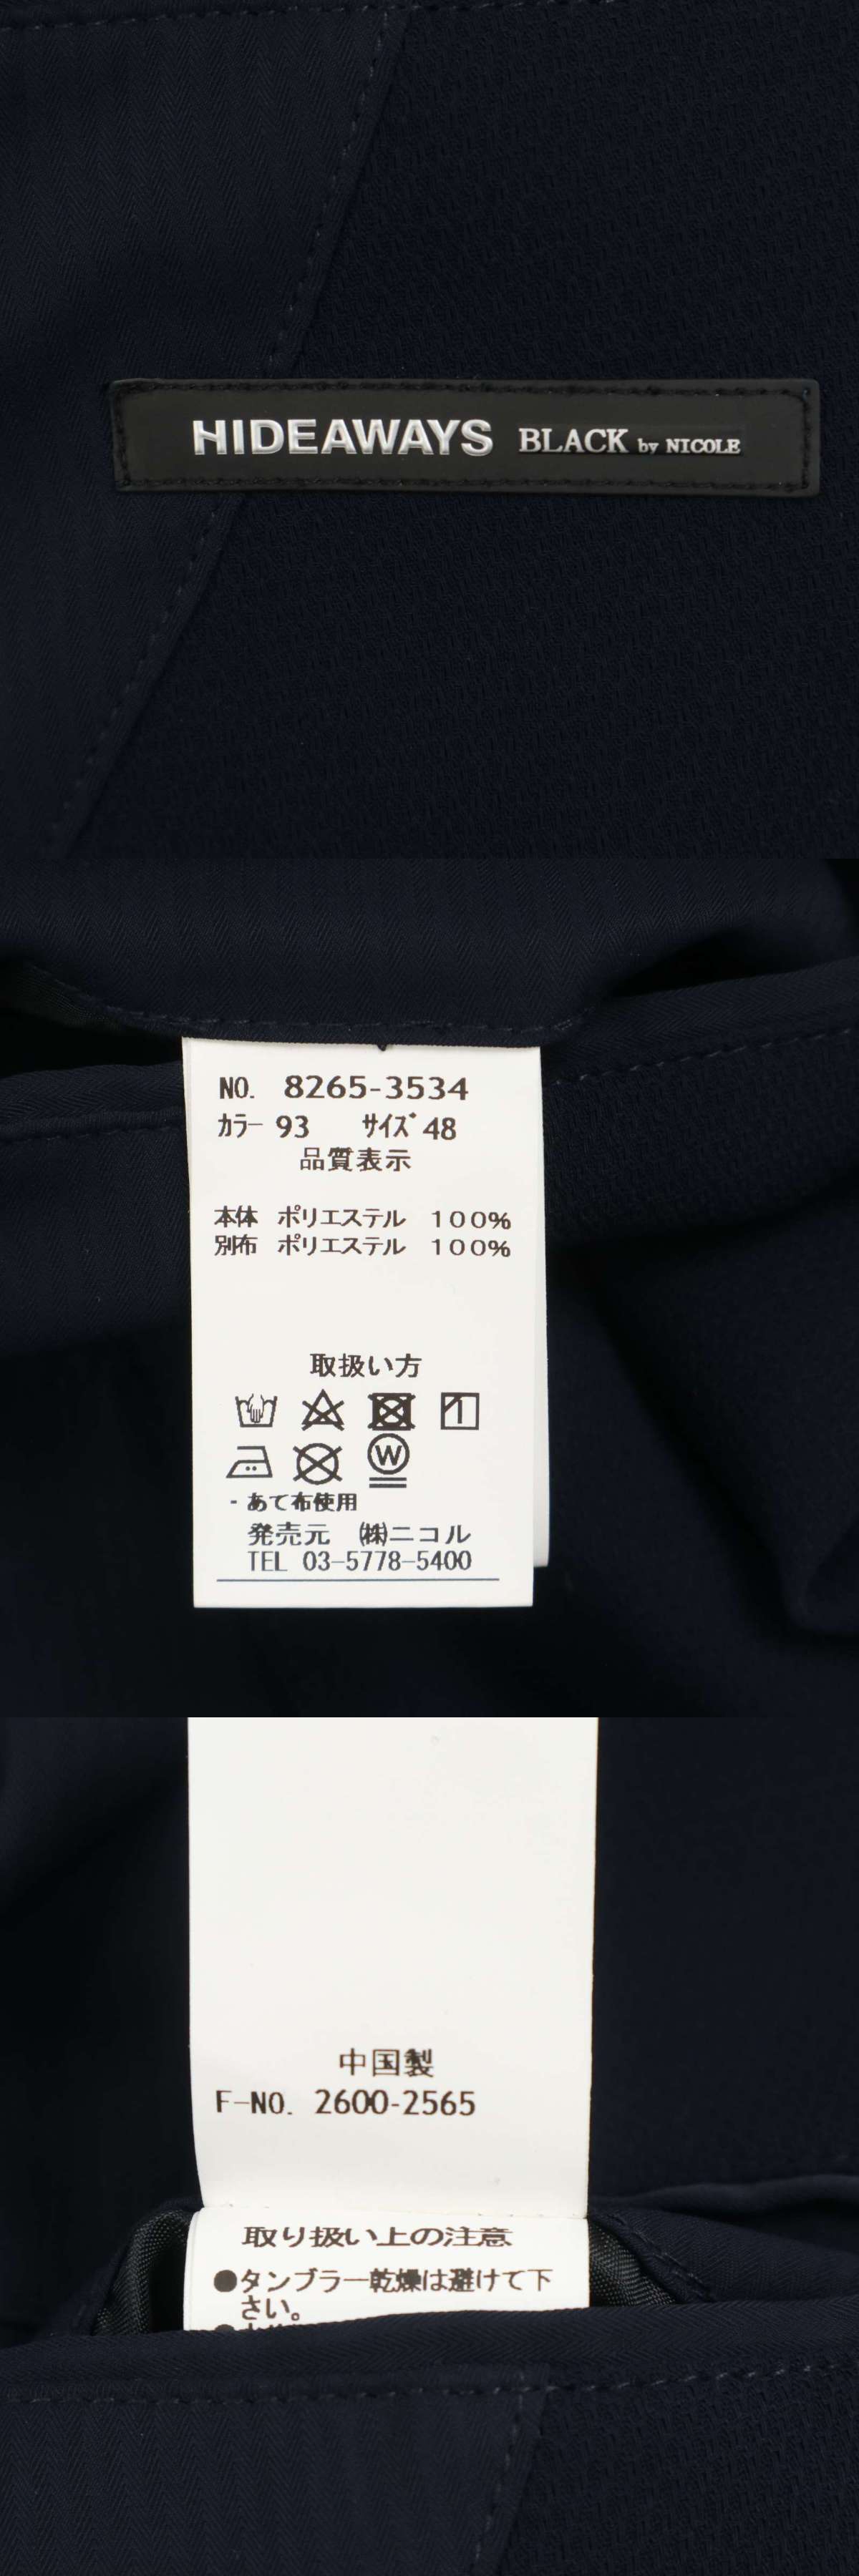 HIDEAWAYS BLACK by NICOLE
NO. 8265-3534
ｶﾗｰ 93 ｻｲｽﾞ 48
品質表示
本体 ポリエステル 100%
別布 ポリエステル 100%
取扱い方
W
- あて布使用
発売元 ㈱ニコル
TEL 03-5778-5400
中国製
F-NO. 2600-2565
取り扱い上の注意
●タンブラー乾燥は避けて下
さい。